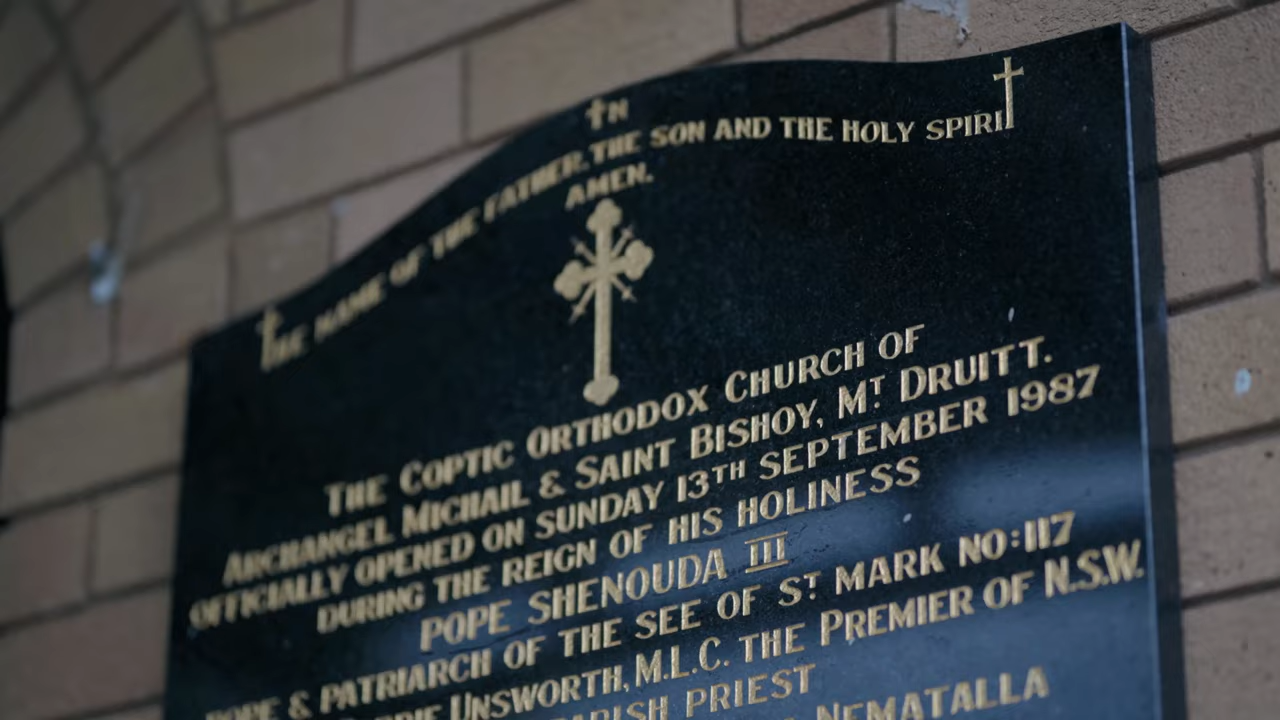 IN
THE NAME OF THE FATHER, THE SON AND THE HOLY SPIRIT
AMEN.
THE COPTIC ORTHODOX CHURCH OF
ARCHANGEL MICHAIL & SAINT BISHOY, MT. DRUITT.
OFFICIALLY OPENED ON SUNDAY 13TH SEPTEMBER 1987
DURING THE REIGN OF HIS HOLINESS
POPE SHENOUDA III
POPE & PATRIARCH OF THE SEE OF ST. MARK NO:117
UNSWORTH, M.L.C. THE PREMIER OF N.S.W.
PARISH PRIEST
NEMATALLA